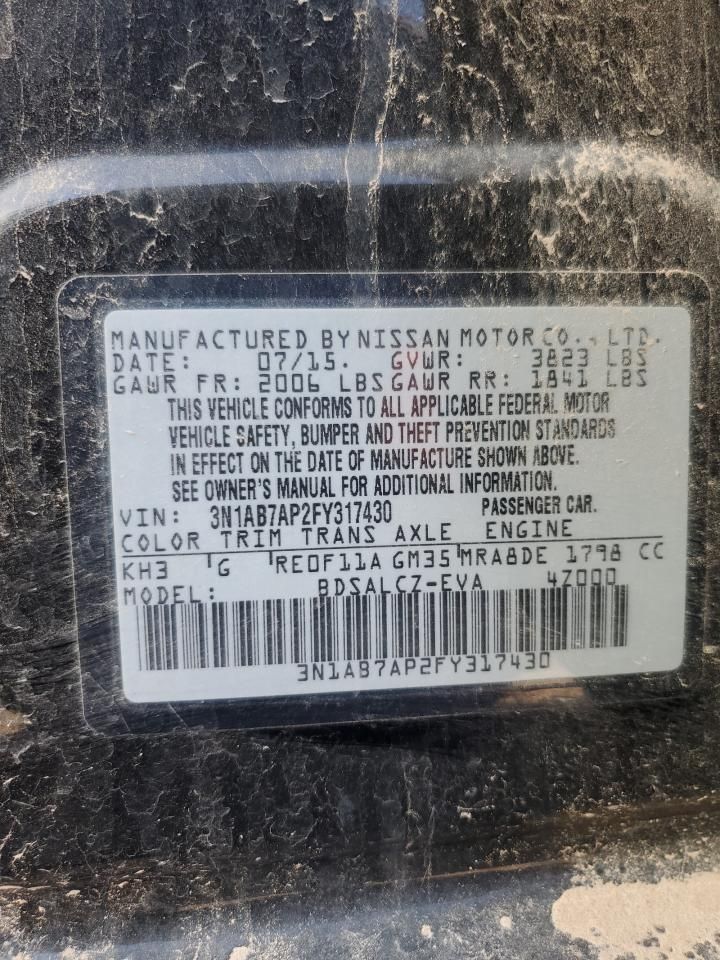 MANUFACTURED BY NISSAN MOTOR CO., LTD.
DATE: 07/15. GVWR: 3823 LBS
GAWR FR: 2006 LBS GAWR RR: 1841 LBS
THIS VEHICLE CONFORMS TO ALL APPLICABLE FEDERAL MOTOR
VEHICLE SAFETY, BUMPER AND THEFT PREVENTION STANDARDS
IN EFFECT ON THE DATE OF MANUFACTURE SHOWN ABOVE.
SEE OWNER'S MANUAL FOR ADDITIONAL INFORMATION.
VIN: 3N1AB7AP2FY317430 PASSENGER CAR.
COLOR TRIM TRANS AXLE ENGINE
KH3 G RE0F11A GM35 MRA8DE 1798 CC
MODEL: BDSALCZ-EVA 4Z000
3N1AB7AP2FY317430